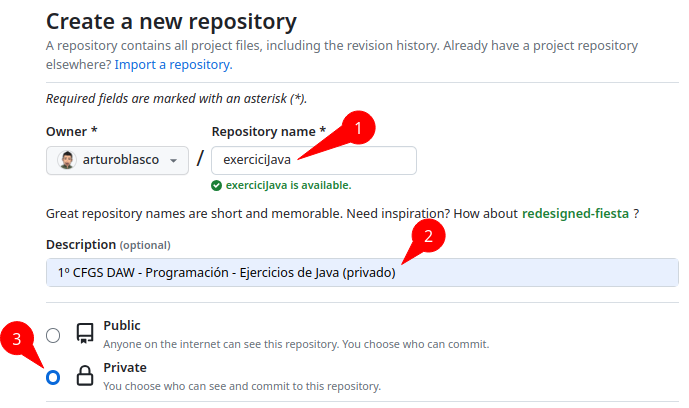 Create a new repository
A repository contains all project files, including the revision history. Already have a project repository
elsewhere? Import a repository.
Required fields are marked with an asterisk (*).
Owner * Repository name *
1
arturoblasco / exerciciJava
exerciciJava is available.
Great repository names are short and memorable. Need inspiration? How about redesigned-fiesta ?
2
Description (optional)
1º CFGS DAW - Programación - Ejercicios de Java (privado)
Public
3
Anyone on the internet can see this repository. You choose who can commit.
Private
You choose who can see and commit to this repository.